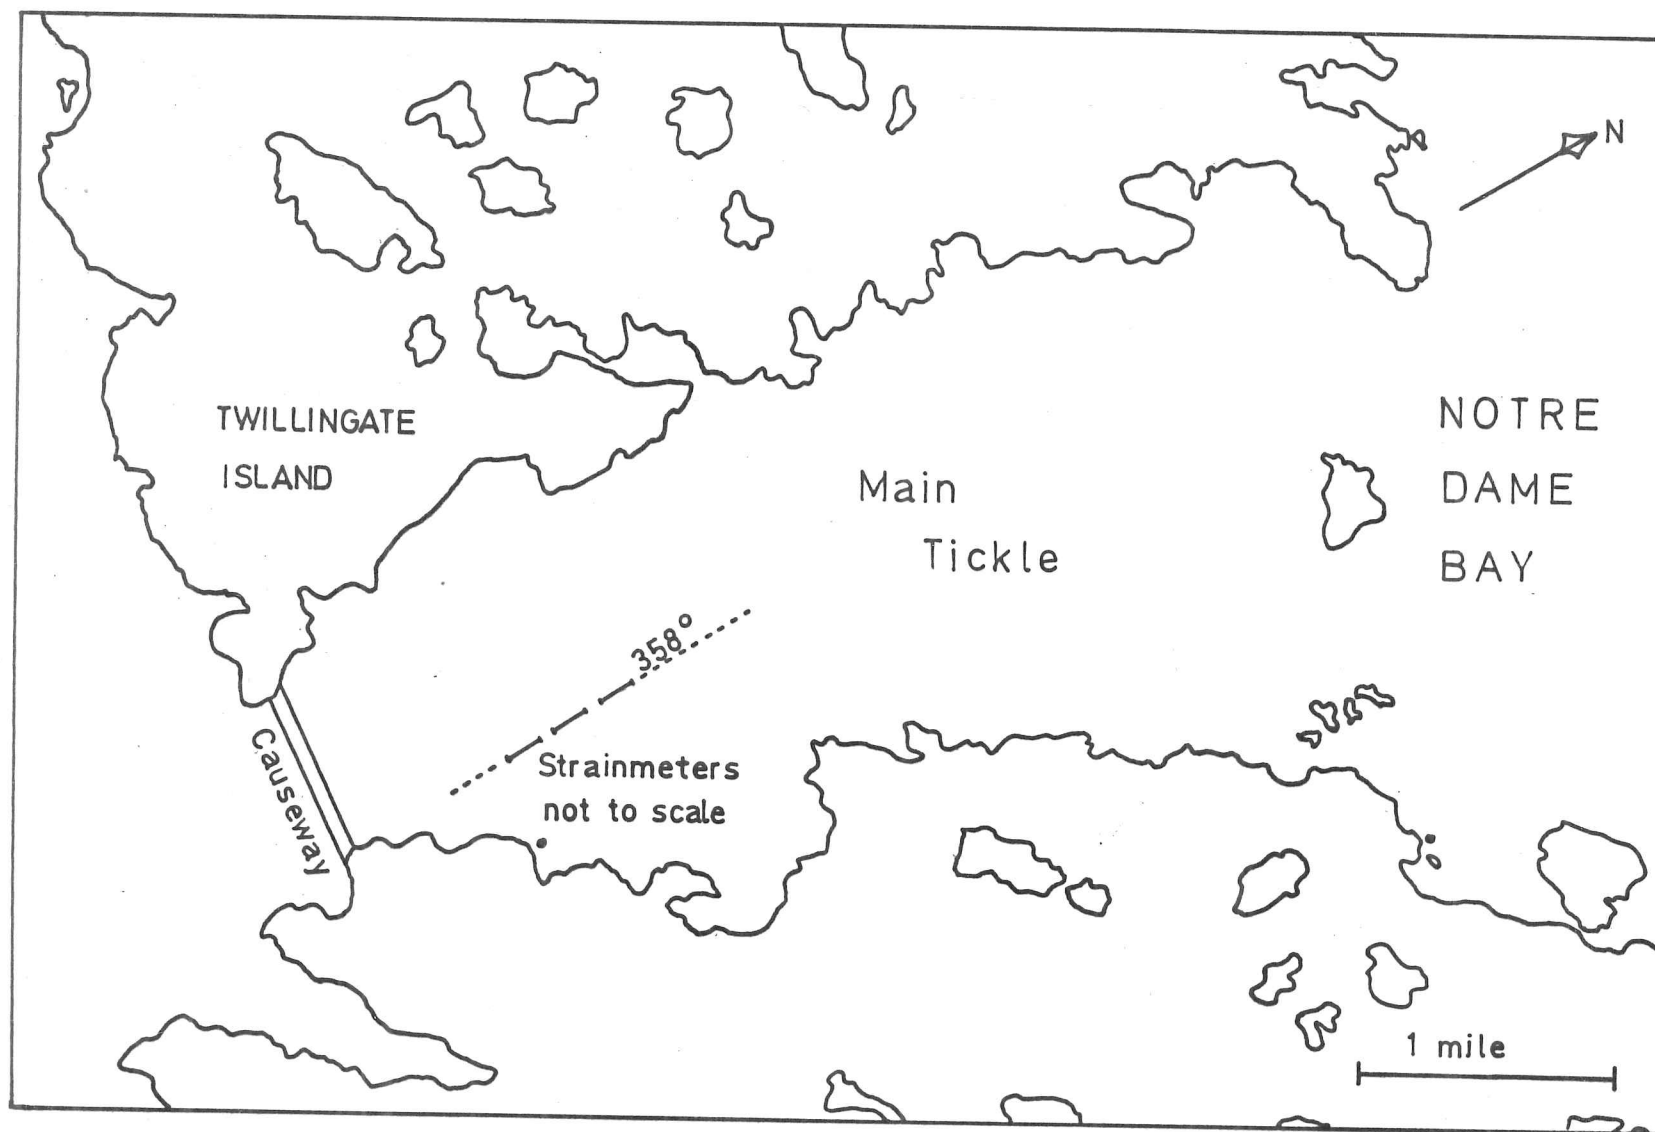 N
TWILLINGATE
ISLAND
NOTRE
DAME
BAY
Main
Tickle
358°
Causeway
Strainmeters
not to scale
1 mile